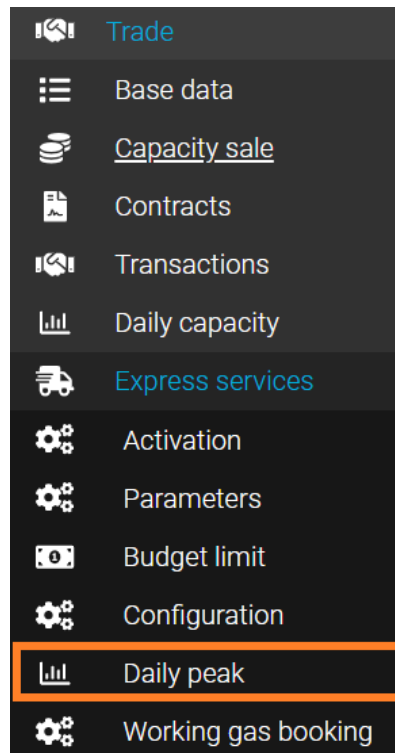 Trade
Base data
Capacity sale
Contracts
Transactions
Daily capacity
Express services
Activation
Parameters
Budget limit
Configuration
Daily peak
Working gas booking